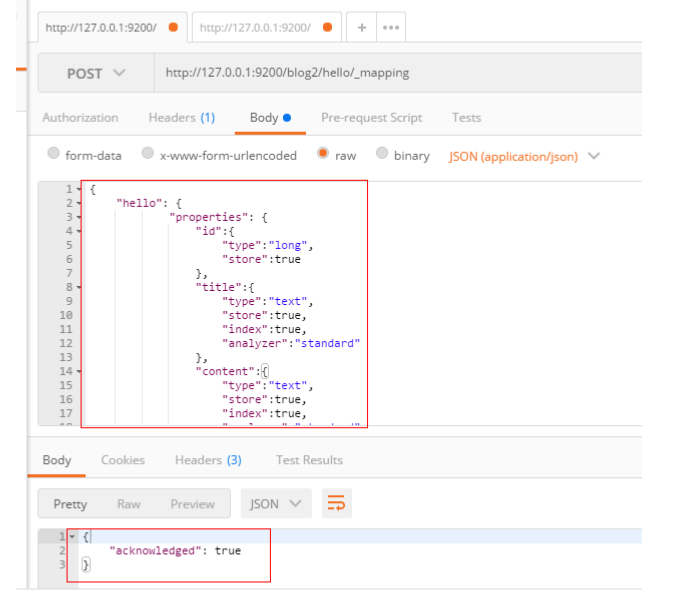 http://127.0.0.1:9200/ http://127.0.0.1:9200/ + •••
POST http://127.0.0.1:9200/blog2/hello/_mapping
Authorization Headers (1) Body Pre-request Script Tests
form-data x-www-form-urlencoded raw binary JSON (application/json)
1 {
2 "hello": {
3 "properties": {
4 "id":{
5 "type":"long",
6 "store":true
7 },
8 "title":{
9 "type":"text",
10 "store":true,
11 "index":true,
12 "analyzer":"standard"
13 },
14 "content":{
15 "type":"text",
16 "store":true,
17 "index":true,
Body Cookies Headers (3) Test Results
Pretty Raw Preview JSON
1 {
2 "acknowledged": true
3 }